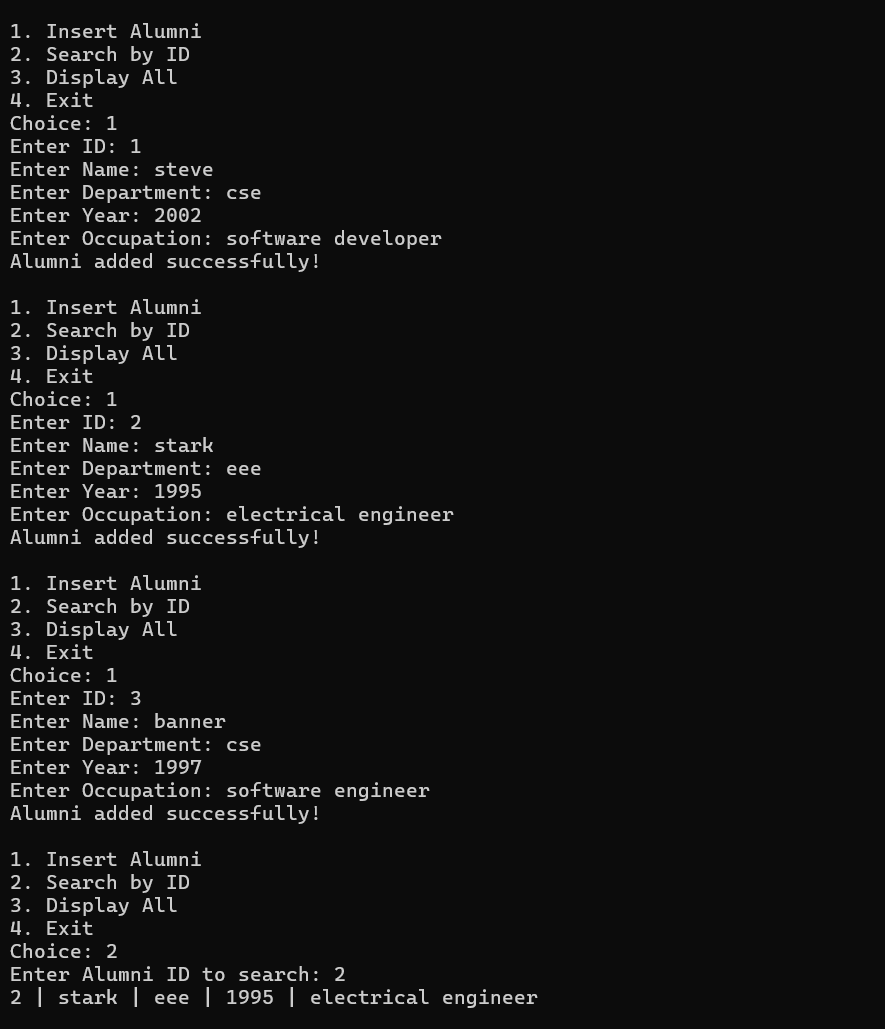 1. Insert Alumni
2. Search by ID
3. Display All
4. Exit
Choice: 1
Enter ID: 1
Enter Name: steve
Enter Department: cse
Enter Year: 2002
Enter Occupation: software developer
Alumni added successfully!
1. Insert Alumni
2. Search by ID
3. Display All
4. Exit
Choice: 1
Enter ID: 2
Enter Name: stark
Enter Department: eee
Enter Year: 1995
Enter Occupation: electrical engineer
Alumni added successfully!
1. Insert Alumni
2. Search by ID
3. Display All
4. Exit
Choice: 1
Enter ID: 3
Enter Name: banner
Enter Department: cse
Enter Year: 1997
Enter Occupation: software engineer
Alumni added successfully!
1. Insert Alumni
2. Search by ID
3. Display All
4. Exit
Choice: 2
Enter Alumni ID to search: 2
2 | stark | eee | 1995 | electrical engineer